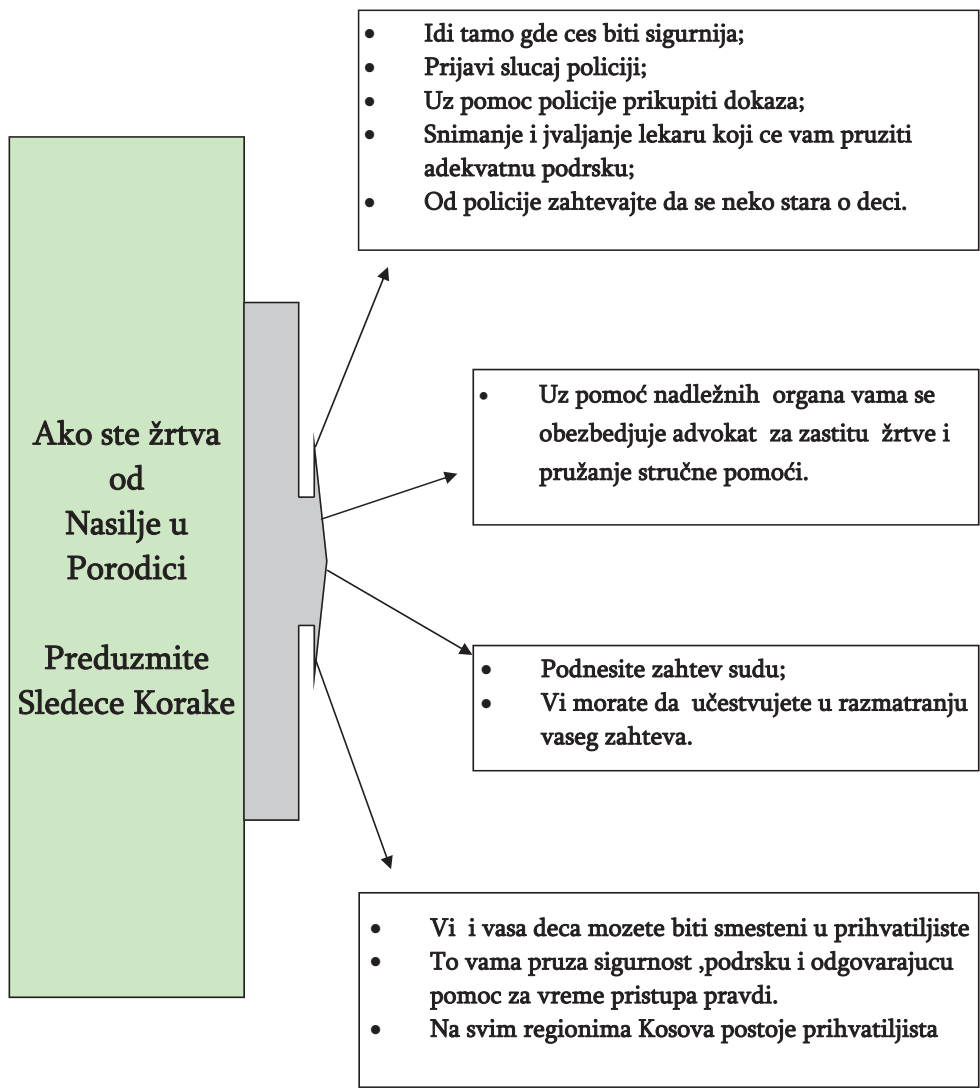 Ako ste žrtva
od
Nasilje u
Porodici
Preduzmite
Sledece Korake
• Idi tamo gde ces biti sigurnija;
• Prijavi slucaj policiji;
• Uz pomoc policije prikupiti dokaza;
• Snimanje i jvaljanje lekaru koji ce vam pruziti
adekvatnu podrsku;
• Od policije zahtevajte da se neko stara o deci.
• Uz pomoć nadležnih organa vama se
obezbedjuje advokat za zastitu žrtve i
pružanje stručne pomoći.
• Podnesite zahtev sudu;
• Vi morate da učestvujete u razmatranju
vaseg zahteva.
• Vi i vasa deca mozete biti smesteni u prihvatiljiste
• To vama pruza sigurnost ,podrsku i odgovarajucu
pomoc za vreme pristupa pravdi.
• Na svim regionima Kosova postoje prihvatiljista